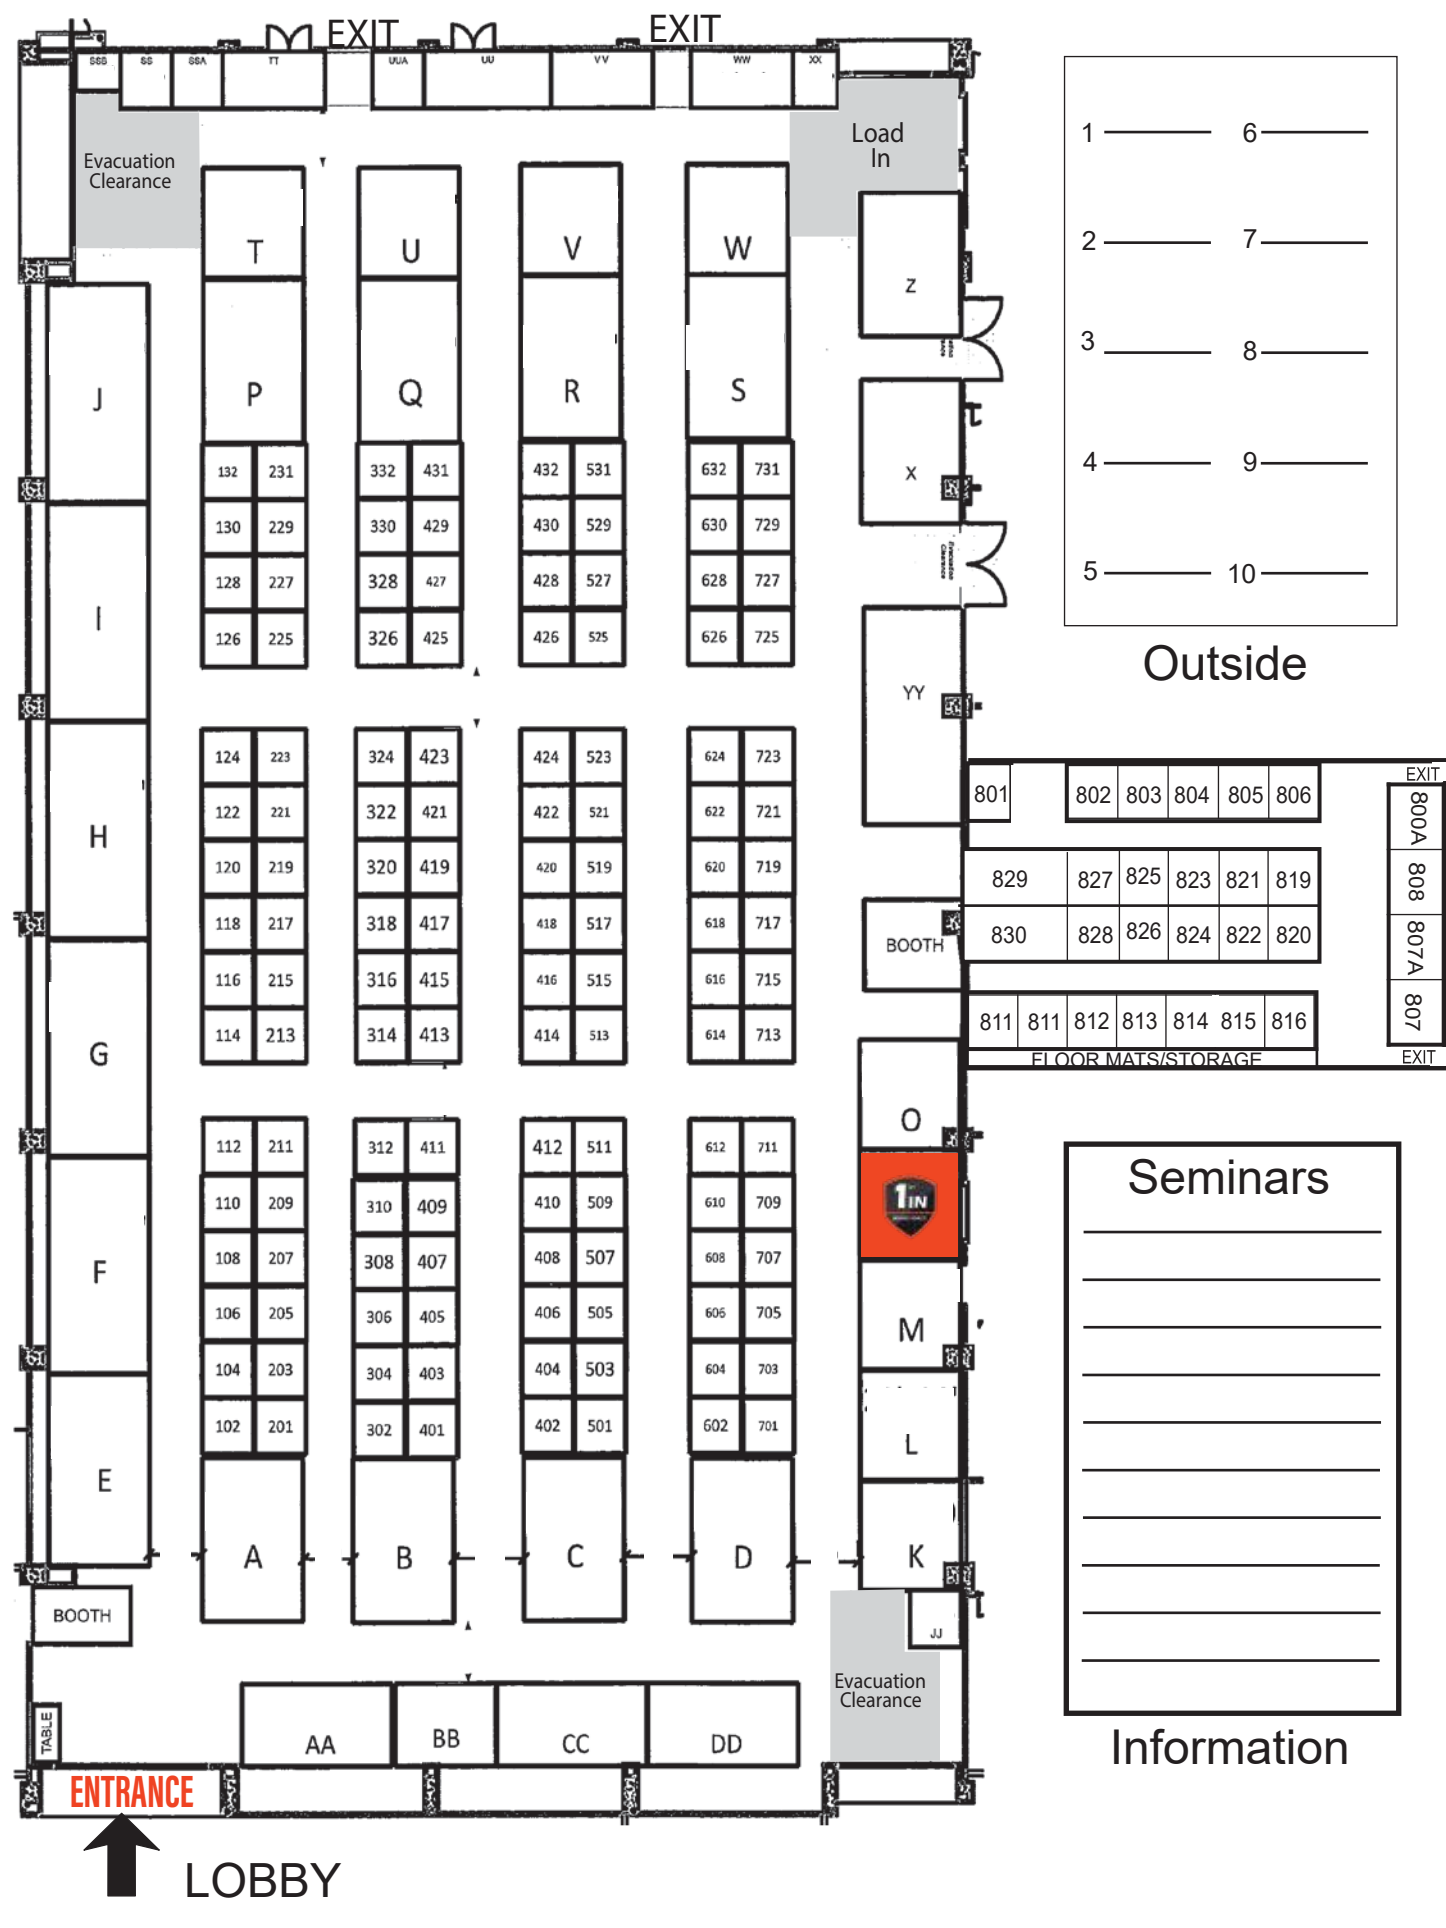 EXIT
EXIT
SSB
SS
SSA
TT
UUA
UU
VV
WW
XX
Evacuation
Clearance
Load
In
T
U
V
W
Z
J
P
Q
R
S
X
132 231 332 431 432 531 632 731
130 229 330 429 430 529 630 729
128 227 328 427 428 527 628 727
126 225 326 425 426 525 626 725
Evacuation
Clearance
I
YY
124 223 324 423 424 523 624 723
122 221 322 421 422 521 622 721
120 219 320 419 420 519 620 719
118 217 318 417 418 517 618 717
116 215 316 415 416 515 616 715
114 213 314 413 414 513 614 713
H
BOOTH
G
O
112 211 312 411 412 511 612 711
110 209 310 409 410 509 610 709
108 207 308 407 408 507 608 707
106 205 306 405 406 505 606 705
104 203 304 403 404 503 604 703
102 201 302 401 402 501 602 701
1IN
F
M
L
E
A
B
C
D
K
BOOTH
JJ
Evacuation
Clearance
TABLE
AA
BB
CC
DD
ENTRANCE
LOBBY
1 6
2 7
3 8
4 9
5 10
Outside
801 802 803 804 805 806
829 827 825 823 821 819
830 828 826 824 822 820
811 811 812 813 814 815 816
FLOOR MATS/STORAGE
EXIT
800A
808
807A
807
EXIT
Seminars
Information